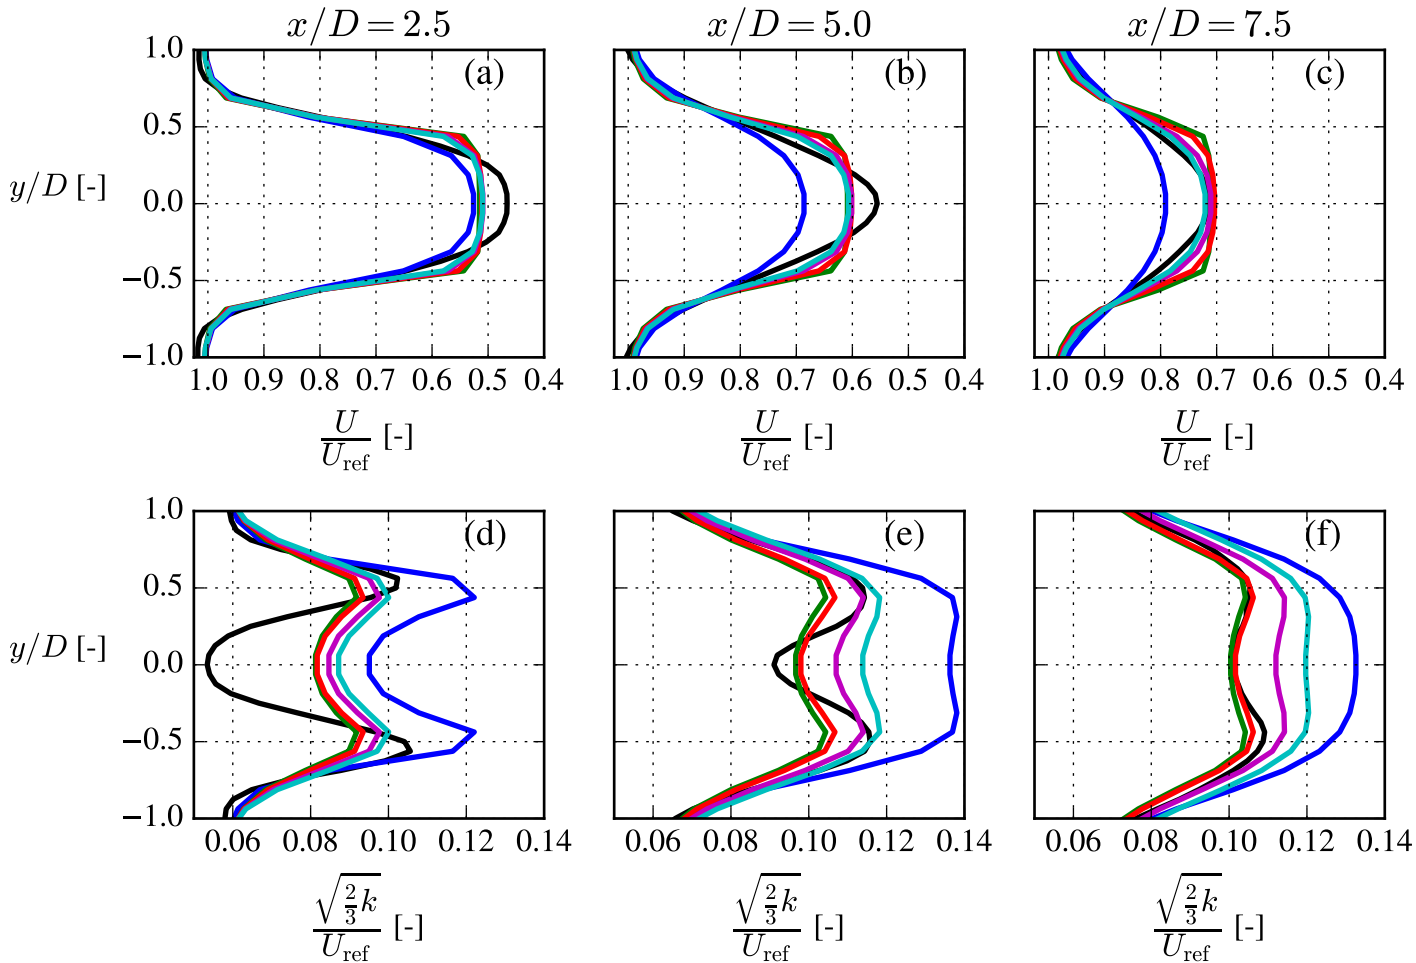 x/D = 2.5 x/D = 5.0 x/D = 7.5
1.0 (a) (b) (c)
0.5
y/D [-] 0.0
−0.5
−1.0
1.0 0.9 0.8 0.7 0.6 0.5 0.4 1.0 0.9 0.8 0.7 0.6 0.5 0.4 1.0 0.9 0.8 0.7 0.6 0.5 0.4
U/U_ref [-] U/U_ref [-] U/U_ref [-]
1.0 (d) (e) (f)
0.5
y/D [-] 0.0
−0.5
−1.0
0.06 0.08 0.10 0.12 0.14 0.06 0.08 0.10 0.12 0.14 0.06 0.08 0.10 0.12 0.14
√(2/3 k)/U_ref [-] √(2/3 k)/U_ref [-] √(2/3 k)/U_ref [-]